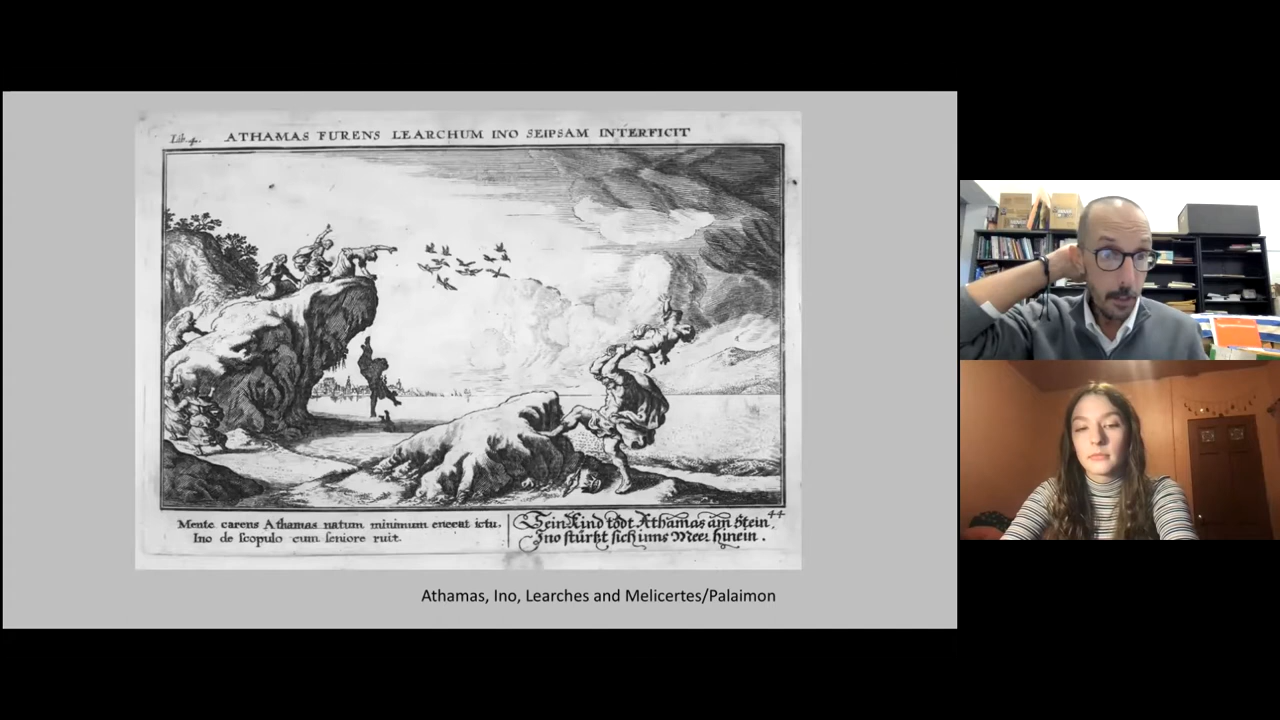 Lib. 4.
ATHAMAS FURENS LEARCHUM INO SEIPSAM INTERFICIT
44
Mente carens Athamas natum minimum enecat ictu.
Ino de scopulo cum seniore ruit.
Sein Kind tödt Athamas am Stein,
Ino stürtzt sich inns Meer hinein.
Athamas, Ino, Learches and Melicertes/Palaimon